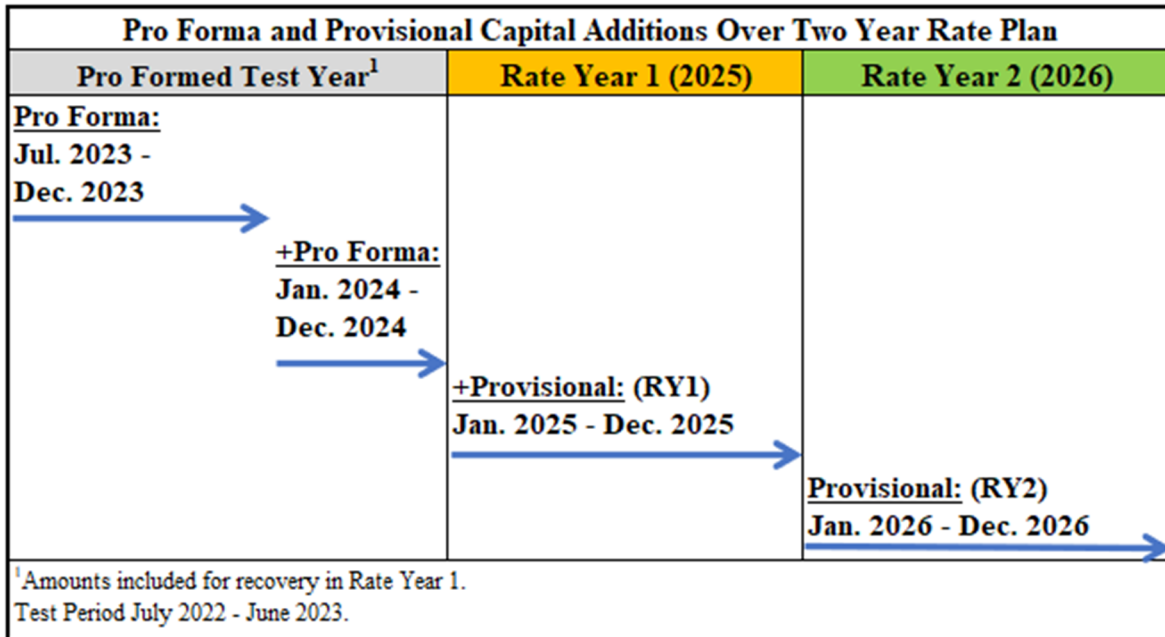 Pro Forma and Provisional Capital Additions Over Two Year Rate Plan
Pro Formed Test Year¹
Rate Year 1 (2025)
Rate Year 2 (2026)
Pro Forma:
Jul. 2023 -
Dec. 2023
+Pro Forma:
Jan. 2024 -
Dec. 2024
+Provisional: (RY1)
Jan. 2025 - Dec. 2025
Provisional: (RY2)
Jan. 2026 - Dec. 2026
¹Amounts included for recovery in Rate Year 1.
Test Period July 2022 - June 2023.